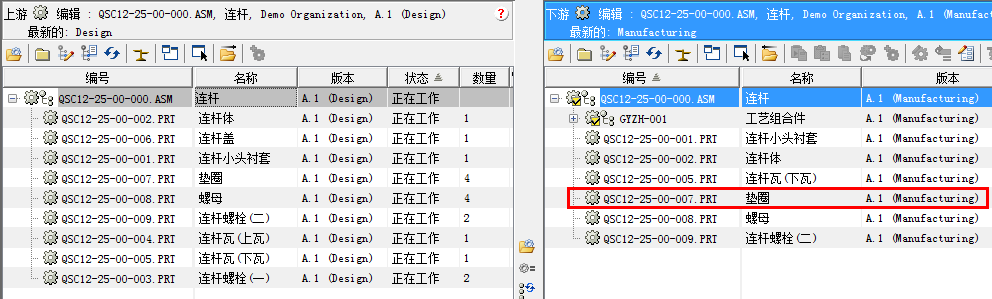 上游 编辑 : QSC12-25-00-000.ASM, 连杆, Demo Organization, A.1 (Design)
最新的: Design
编号 名称 版本 状态 数量
QSC12-25-00-000.ASM 连杆 A.1 (Design) 正在工作
QSC12-25-00-002.PRT 连杆体 A.1 (Design) 正在工作 1
QSC12-25-00-006.PRT 连杆盖 A.1 (Design) 正在工作 1
QSC12-25-00-001.PRT 连杆小头衬套 A.1 (Design) 正在工作 1
QSC12-25-00-007.PRT 垫圈 A.1 (Design) 正在工作 4
QSC12-25-00-008.PRT 螺母 A.1 (Design) 正在工作 4
QSC12-25-00-009.PRT 连杆螺栓(二) A.1 (Design) 正在工作 2
QSC12-25-00-004.PRT 连杆瓦(上瓦) A.1 (Design) 正在工作 1
QSC12-25-00-005.PRT 连杆瓦(下瓦) A.1 (Design) 正在工作 1
QSC12-25-00-003.PRT 连杆螺栓(一) A.1 (Design) 正在工作 2
下游 编辑 : QSC12-25-00-000.ASM, 连杆, Demo Organization, A.1 (Manufac
最新的: Manufacturing
编号 名称 版本
QSC12-25-00-000.ASM 连杆 A.1 (Manufacturing)
GYZH-001 工艺组合件 A.1 (Manufacturing)
QSC12-25-00-001.PRT 连杆小头衬套 A.1 (Manufacturing)
QSC12-25-00-002.PRT 连杆体 A.1 (Manufacturing)
QSC12-25-00-005.PRT 连杆瓦(下瓦) A.1 (Manufacturing)
QSC12-25-00-007.PRT 垫圈 A.1 (Manufacturing)
QSC12-25-00-008.PRT 螺母 A.1 (Manufacturing)
QSC12-25-00-009.PRT 连杆螺栓(二) A.1 (Manufacturing)